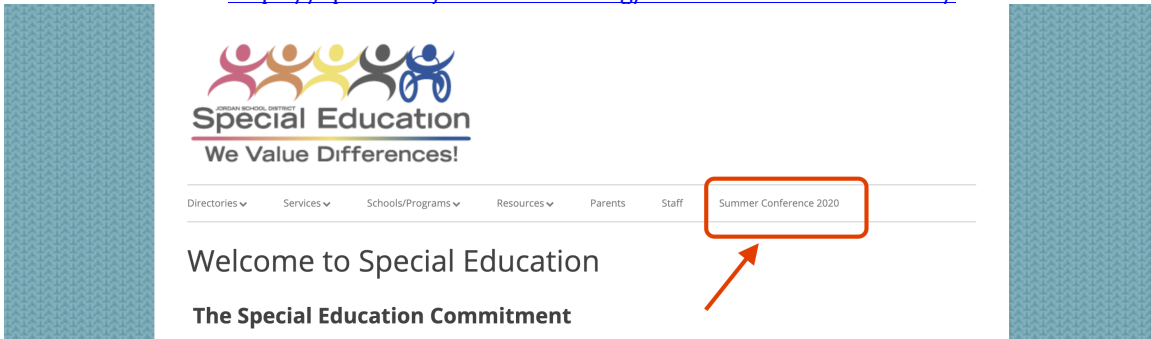 JORDAN SCHOOL DISTRICT
Special Education
We Value Differences!
Directories Services Schools/Programs Resources Parents Staff Summer Conference 2020
Welcome to Special Education
The Special Education Commitment